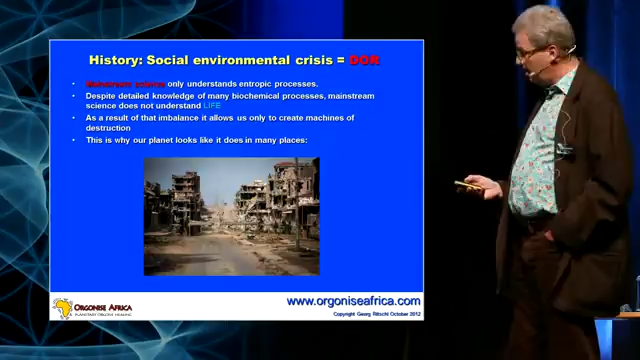 History: Social environmental crisis = DOR
• Mainstream science only understands entropic processes.
• Despite detailed knowledge of many biochemical processes, mainstream
science does not understand LIFE
• As a result of that imbalance it allows us only to create machines of
destruction
• This is why our planet looks like it does in many places:
ORGONISE AFRICA
PLANETARY ORGONE HEALING
www.orgoniseafrica.com
Copyright Georg Ritschl October 2012